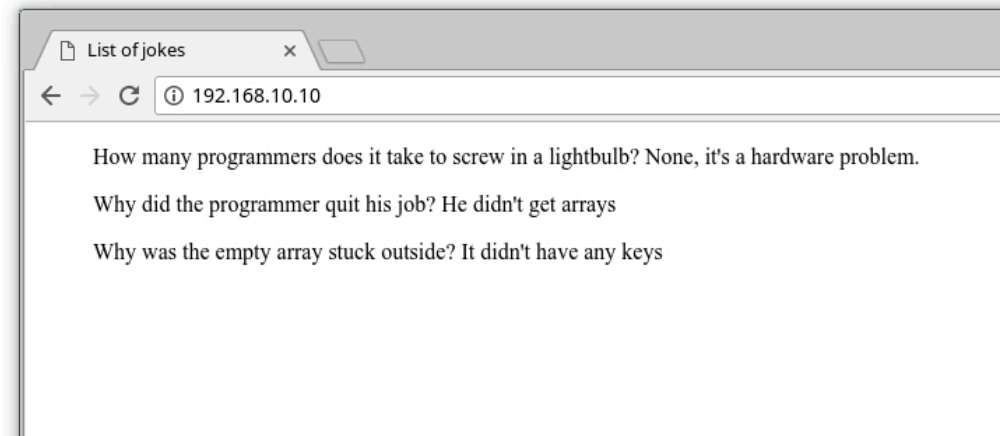 List of jokes
192.168.10.10
How many programmers does it take to screw in a lightbulb? None, it's a hardware problem.
Why did the programmer quit his job? He didn't get arrays
Why was the empty array stuck outside? It didn't have any keys